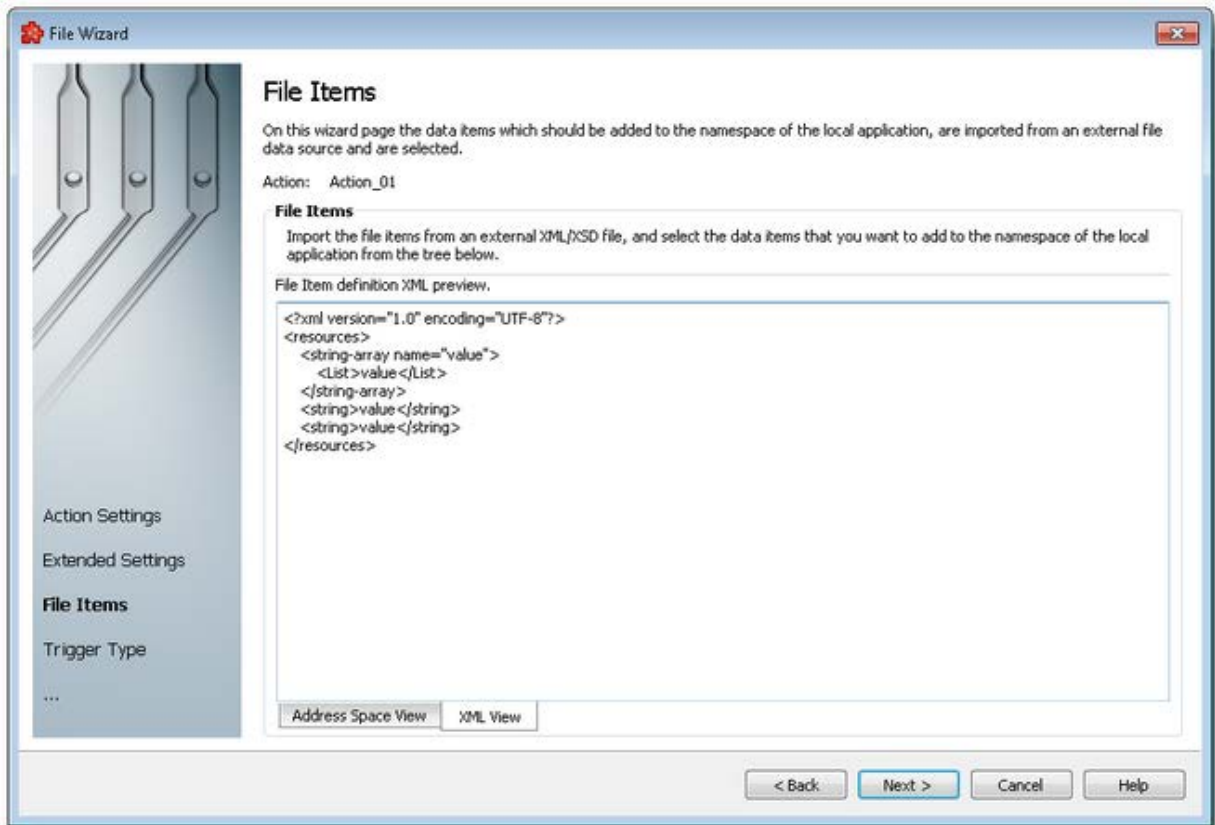 File Wizard
File Items
On this wizard page the data items which should be added to the namespace of the local application, are imported from an external file
data source and are selected.
Action: Action_01
File Items
Import the file items from an external XML/XSD file, and select the data items that you want to add to the namespace of the local
application from the tree below.
File Item definition XML preview.
<?xml version="1.0" encoding="UTF-8"?>
<resources>
<string-array name="value">
<List>value</List>
</string-array>
<string>value</string>
<string>value</string>
</resources>
Action Settings
Extended Settings
File Items
Trigger Type
...
Address Space View XML View
< Back Next > Cancel Help